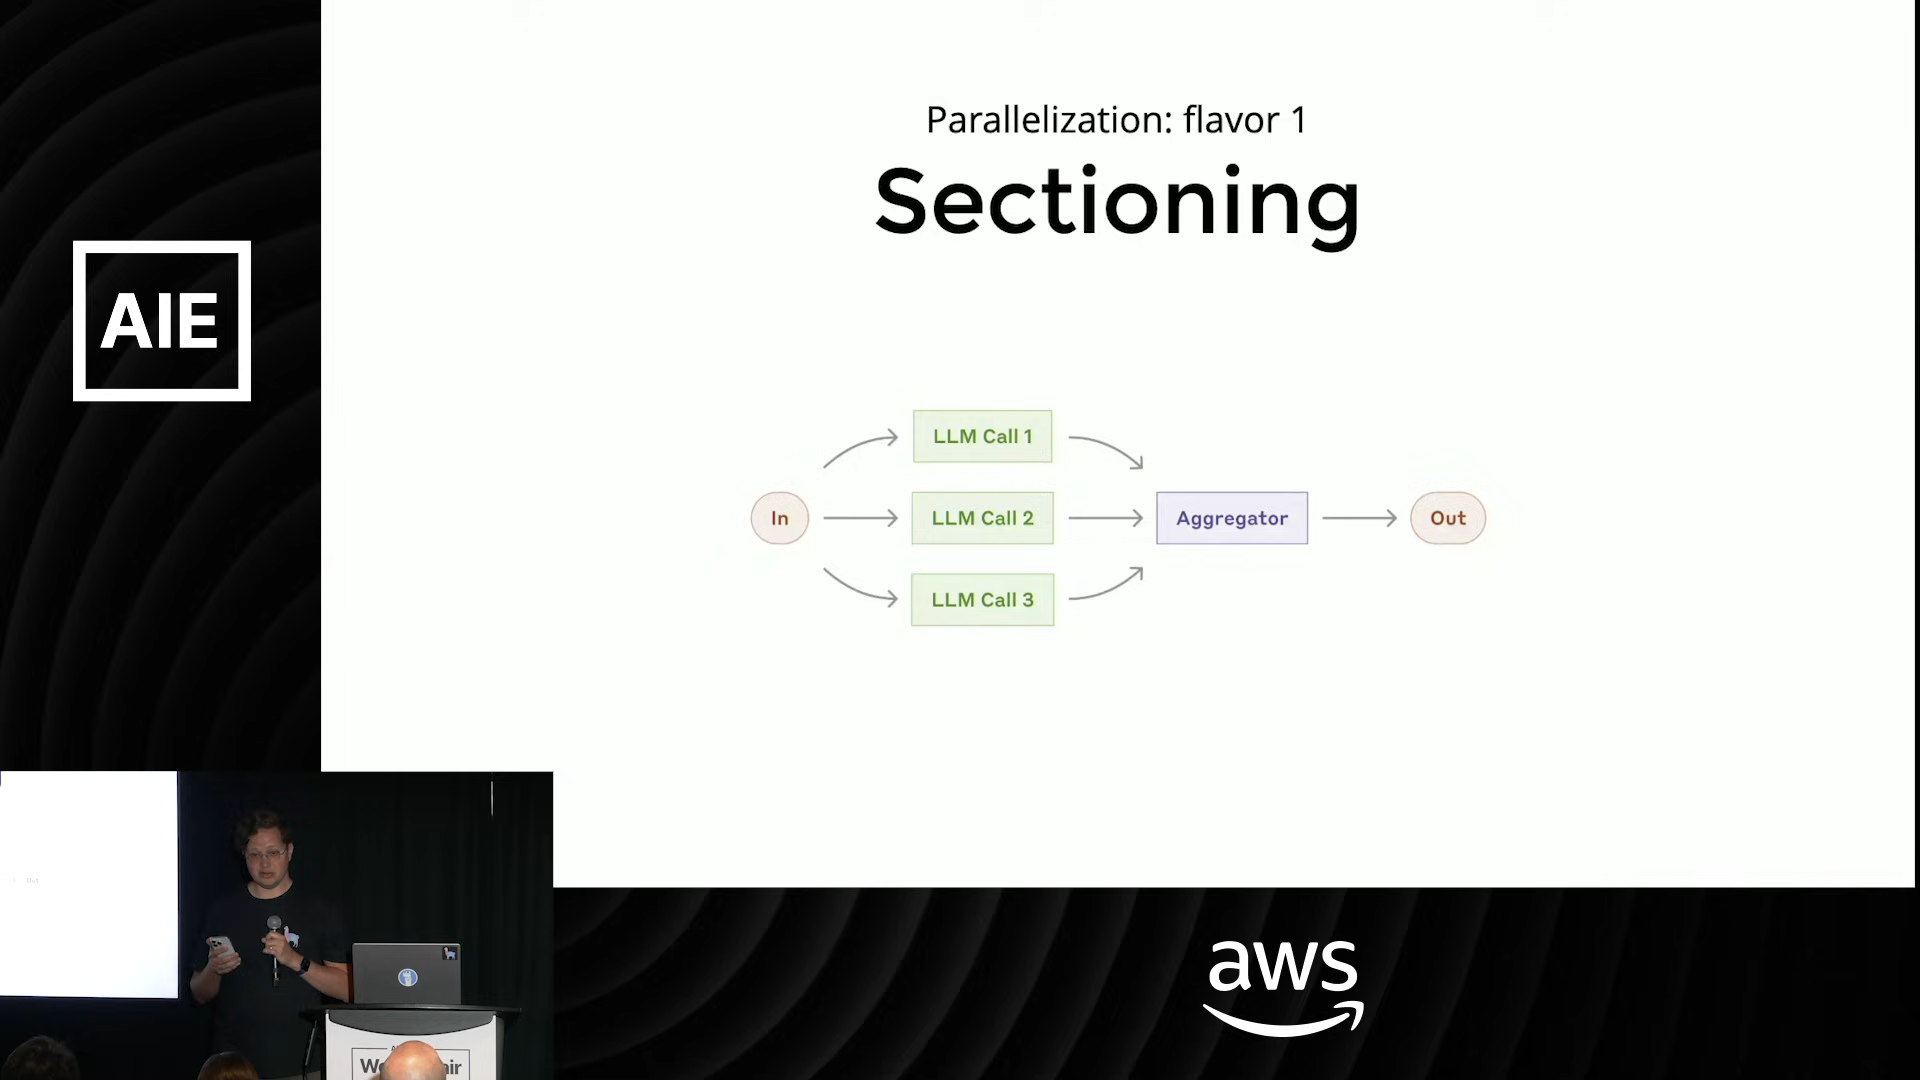 Parallelization: flavor 1
Sectioning
AIE
LLM Call 1
In
LLM Call 2
Aggregator
Out
LLM Call 3
aws